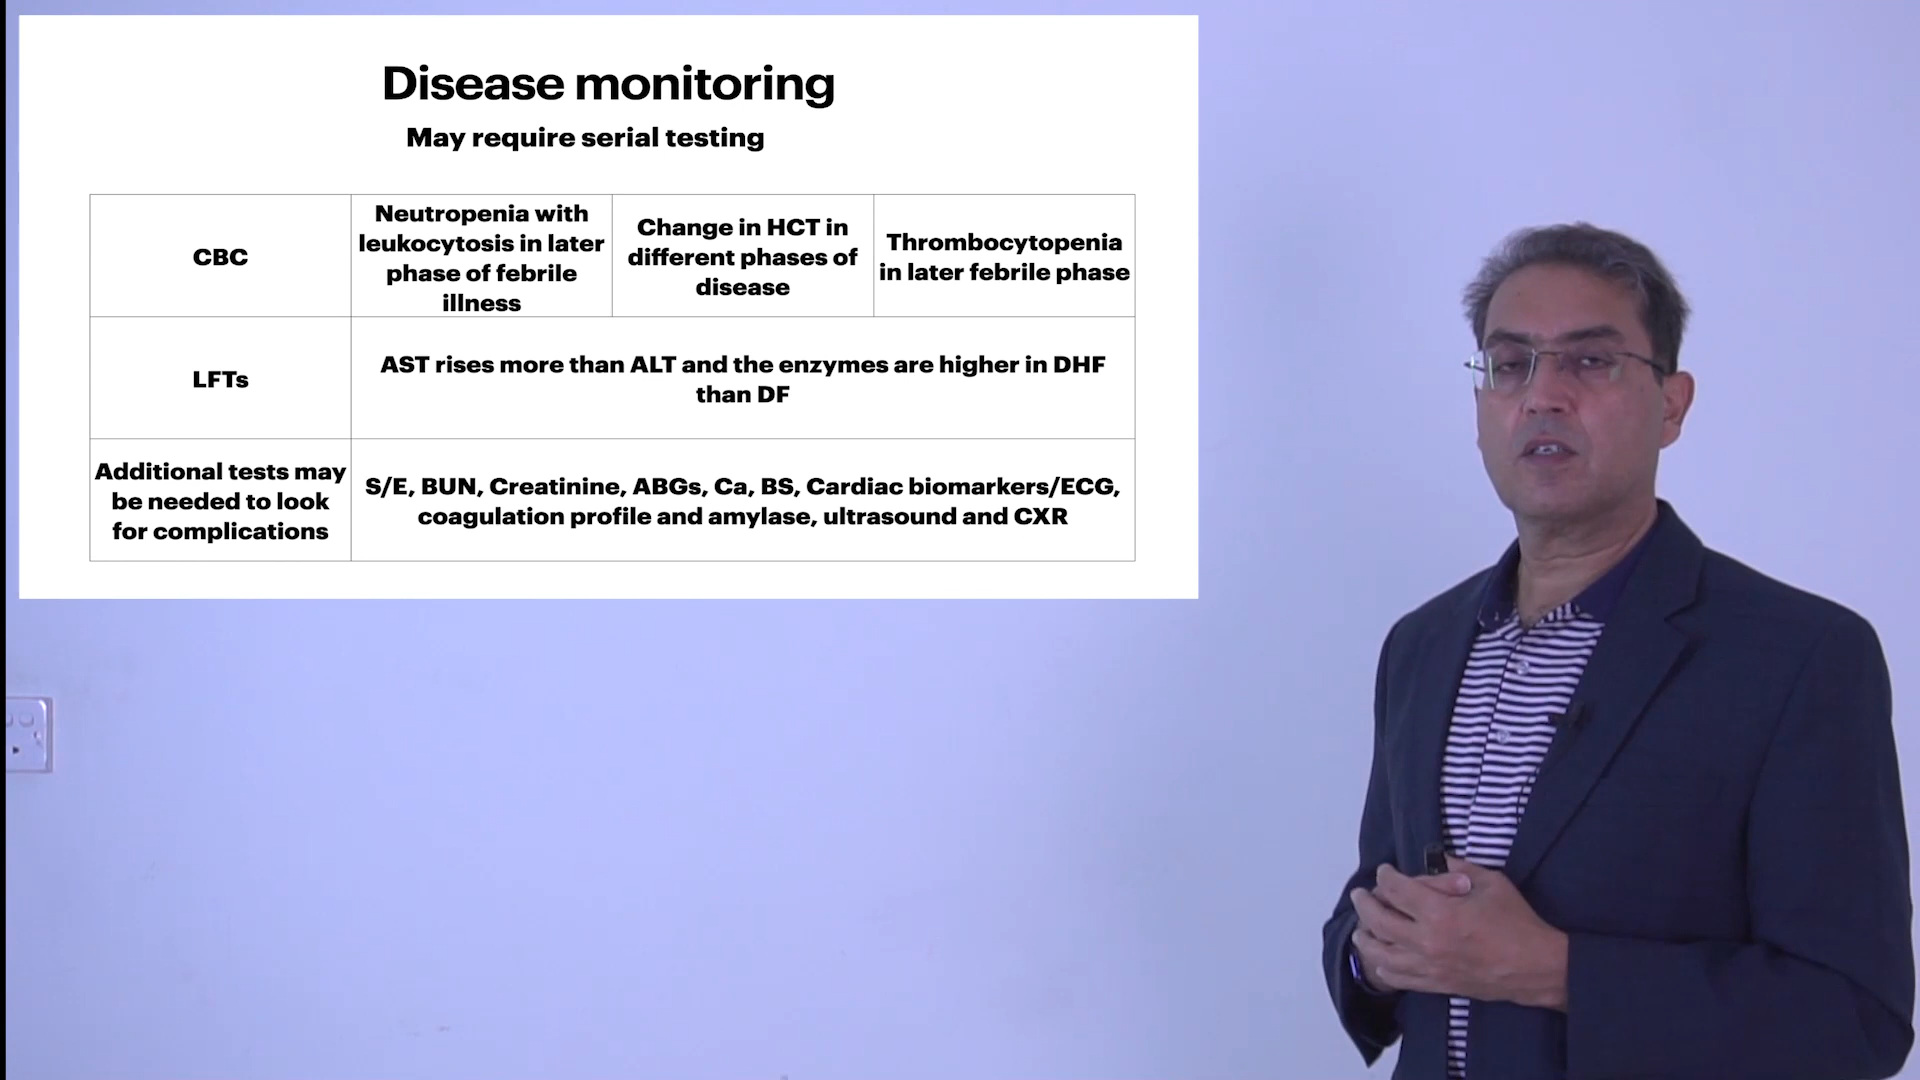 Disease monitoring
May require serial testing
CBC
Neutropenia with
leukocytosis in later
phase of febrile
illness
Change in HCT in
different phases of
disease
Thrombocytopenia
in later febrile phase
LFTs
AST rises more than ALT and the enzymes are higher in DHF
than DF
Additional tests may
be needed to look
for complications
S/E, BUN, Creatinine, ABGs, Ca, BS, Cardiac biomarkers/ECG,
coagulation profile and amylase, ultrasound and CXR